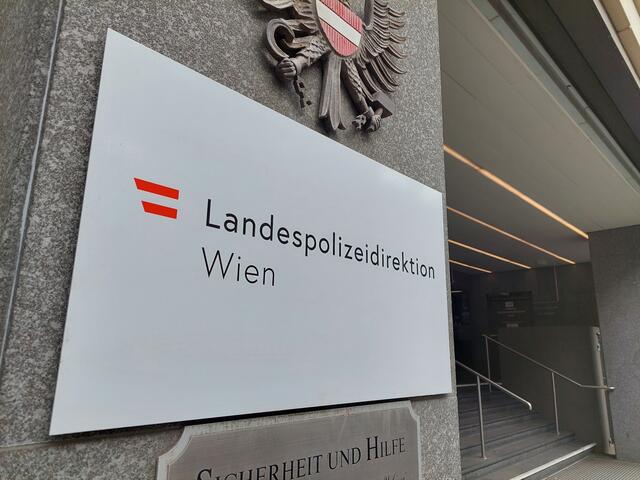 Landespolizeidirektion
Wien
SICHERHEIT UND HILFE